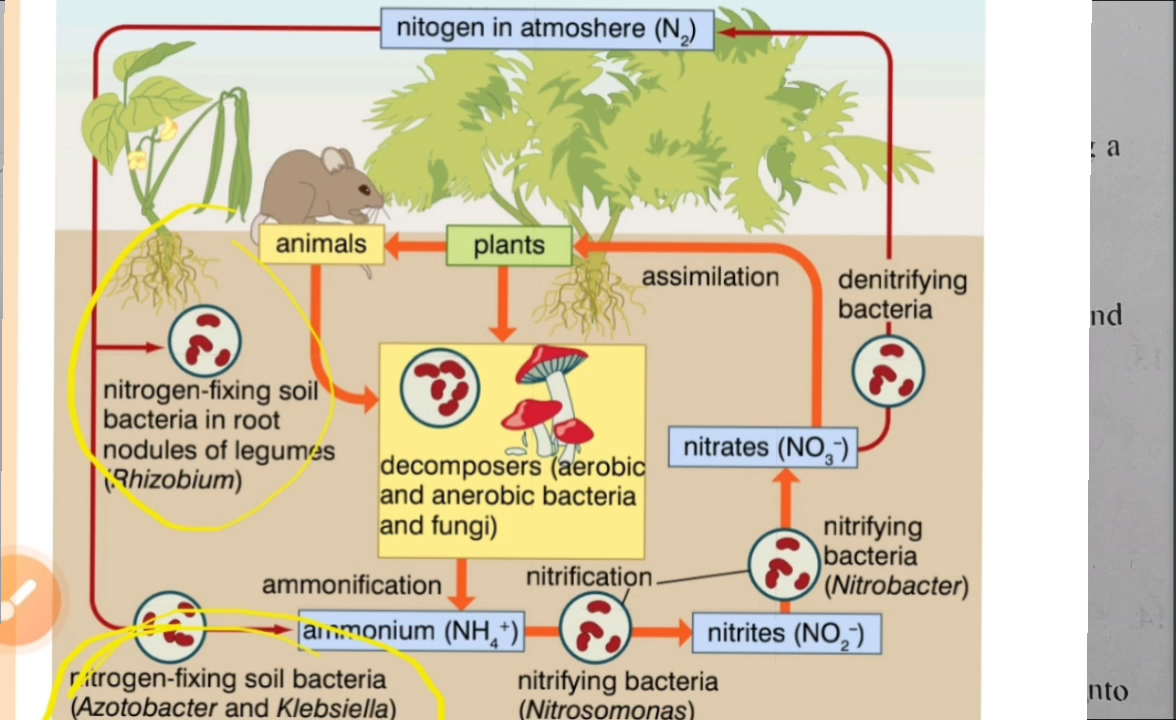 nitogen in atmoshere (N₂)
animals
plants
assimilation
denitrifying
bacteria
nitrogen-fixing soil
bacteria in root
nodules of legumes
(Rhizobium)
decomposers (aerobic
and anerobic bacteria
and fungi)
nitrates (NO₃⁻)
nitrifying
bacteria
(Nitrobacter)
ammonification
nitrification
ammonium (NH₄⁺)
nitrites (NO₂⁻)
nitrogen-fixing soil bacteria
(Azotobacter and Klebsiella)
nitrifying bacteria
(Nitrosomonas)
a
nd
nto